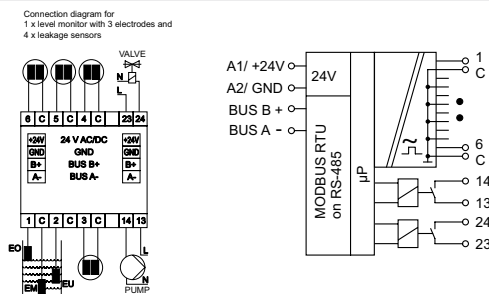 Connection diagram for
1 x level monitor with 3 electrodes and
4 x leakage sensors
VALVE
N
L
6 5 C 4 C 23 24
+24V 24 V AC/DC +24V
GND GND GND
B+ BUS B+ B+
A- BUS A- A-
1 C 2 C 3 C 14 13
EO
EM
EU
L
N
PUMP
A1/ +24V
A2/ GND
BUS B +
BUS A -
24V
MODBUS RTU
on RS-485
µP
1
C
6
C
14
13
24
23